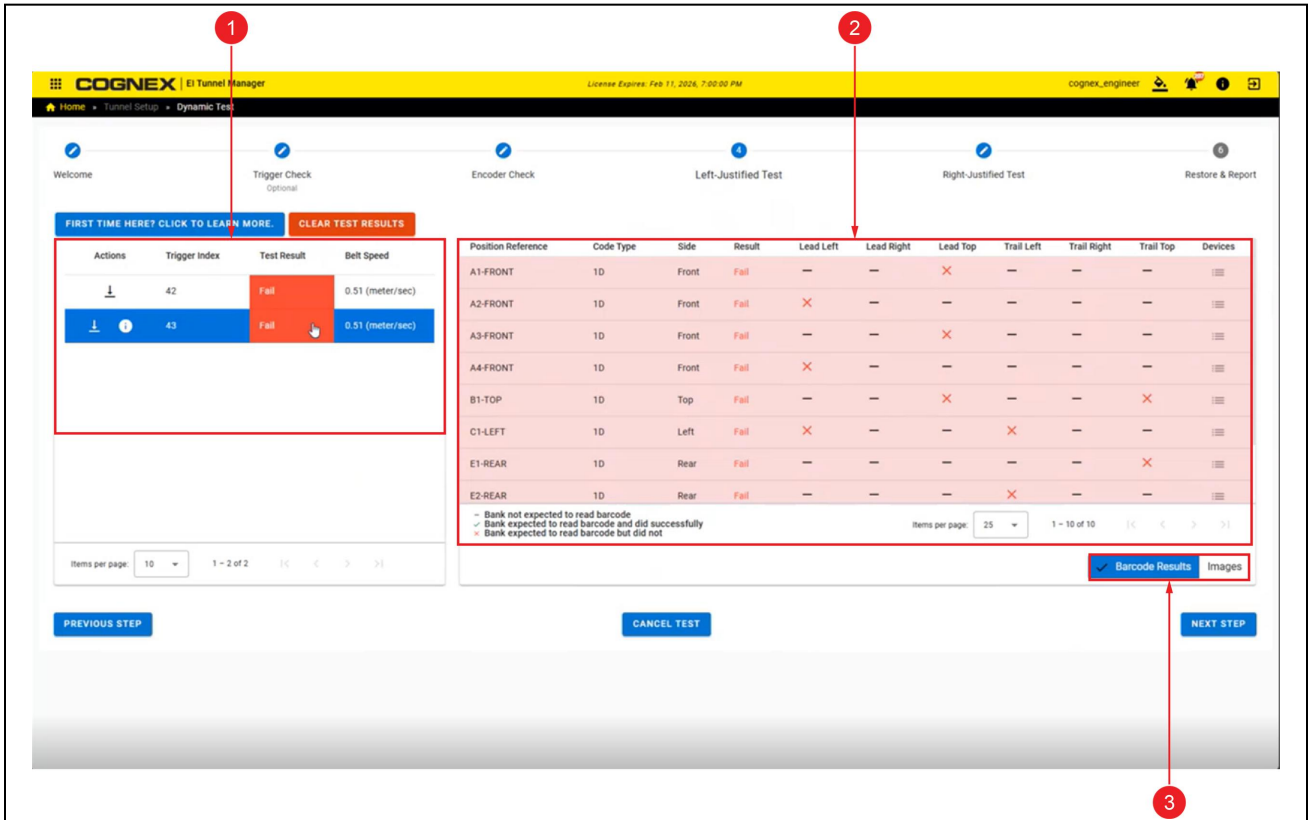 1 2
COGNEX EI Tunnel Manager License Expires: Feb 11, 2026, 7:00:00 PM cognex_engineer
Home Tunnel Setup Dynamic Test
4 6
Welcome Trigger Check Encoder Check Left-Justified Test Right-Justified Test Restore & Report
Optional
FIRST TIME HERE? CLICK TO LEARN MORE. CLEAR TEST RESULTS
Actions Trigger Index Test Result Belt Speed
42 Fail 0.51 (meter/sec)
43 Fail 0.51 (meter/sec)
Items per page: 10 1 – 2 of 2
Position Reference Code Type Side Result Lead Left Lead Right Lead Top Trail Left Trail Right Trail Top Devices
A1-FRONT 1D Front Fail — — × — — —
A2-FRONT 1D Front Fail × — — — — —
A3-FRONT 1D Front Fail — — × — — —
A4-FRONT 1D Front Fail × — — — — —
B1-TOP 1D Top Fail — — × — — ×
C1-LEFT 1D Left Fail × — — × — —
E1-REAR 1D Rear Fail — — — — — ×
E2-REAR 1D Rear Fail — — — × — —
– Bank not expected to read barcode
✓ Bank expected to read barcode and did successfully
× Bank expected to read barcode but did not
Items per page: 25 1 – 10 of 10
Barcode Results Images
PREVIOUS STEP CANCEL TEST NEXT STEP
3